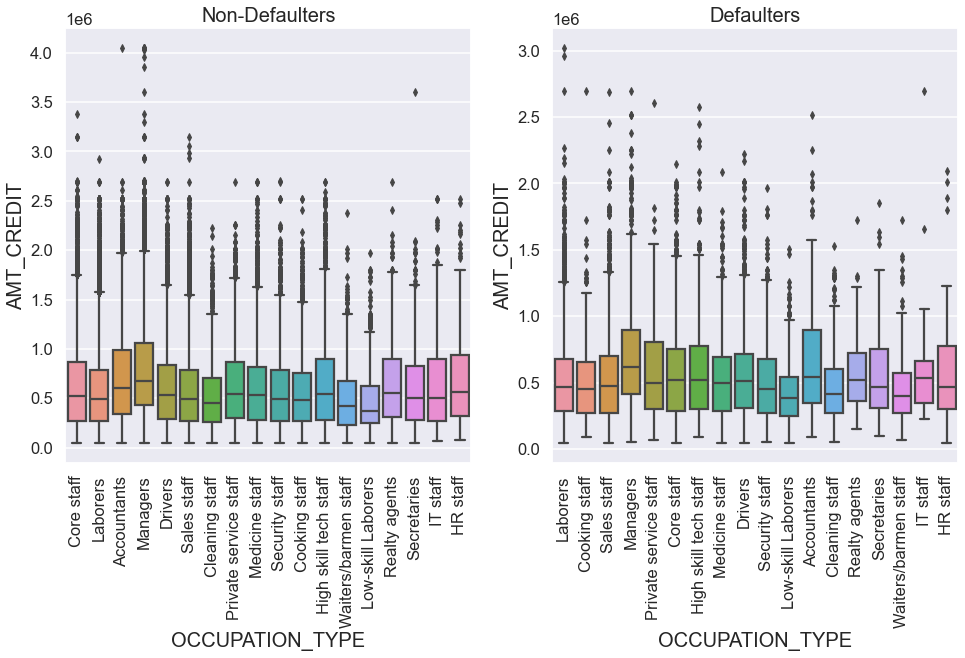 Non-Defaulters
1e6
AMT_CREDIT
4.0
3.5
3.0
2.5
2.0
1.5
1.0
0.5
0.0
Core staff
Laborers
Accountants
Managers
Drivers
Sales staff
Cleaning staff
Private service staff
Medicine staff
Security staff
Cooking staff
High skill tech staff
Waiters/barmen staff
Low-skill Laborers
Realty agents
Secretaries
IT staff
HR staff
OCCUPATION_TYPE
Defaulters
1e6
AMT_CREDIT
3.0
2.5
2.0
1.5
1.0
0.5
0.0
Laborers
Cooking staff
Sales staff
Managers
Private service staff
Core staff
High skill tech staff
Medicine staff
Drivers
Security staff
Low-skill Laborers
Accountants
Cleaning staff
Realty agents
Secretaries
Waiters/barmen staff
IT staff
HR staff
OCCUPATION_TYPE